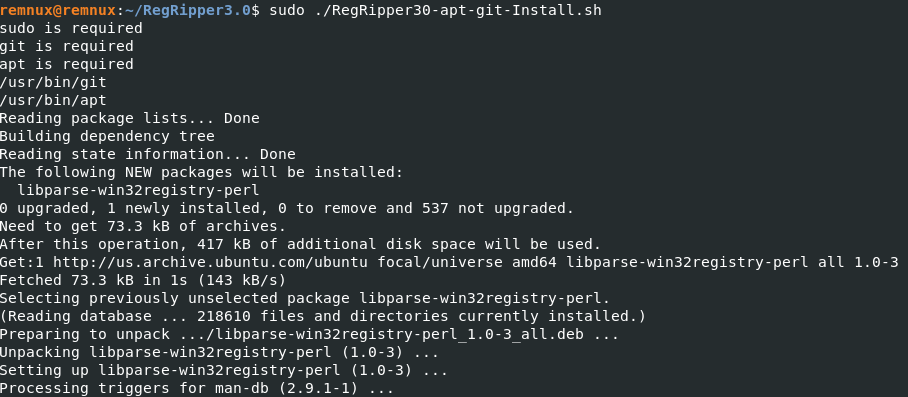 remnux@remnux:~/RegRipper3.0$ sudo ./RegRipper30-apt-git-Install.sh
sudo is required
git is required
apt is required
/usr/bin/git
/usr/bin/apt
Reading package lists... Done
Building dependency tree
Reading state information... Done
The following NEW packages will be installed:
  libparse-win32registry-perl
0 upgraded, 1 newly installed, 0 to remove and 537 not upgraded.
Need to get 73.3 kB of archives.
After this operation, 417 kB of additional disk space will be used.
Get:1 http://us.archive.ubuntu.com/ubuntu focal/universe amd64 libparse-win32registry-perl all 1.0-3
Fetched 73.3 kB in 1s (143 kB/s)
Selecting previously unselected package libparse-win32registry-perl.
(Reading database ... 218610 files and directories currently installed.)
Preparing to unpack .../libparse-win32registry-perl_1.0-3_all.deb ...
Unpacking libparse-win32registry-perl (1.0-3) ...
Setting up libparse-win32registry-perl (1.0-3) ...
Processing triggers for man-db (2.9.1-1) ...